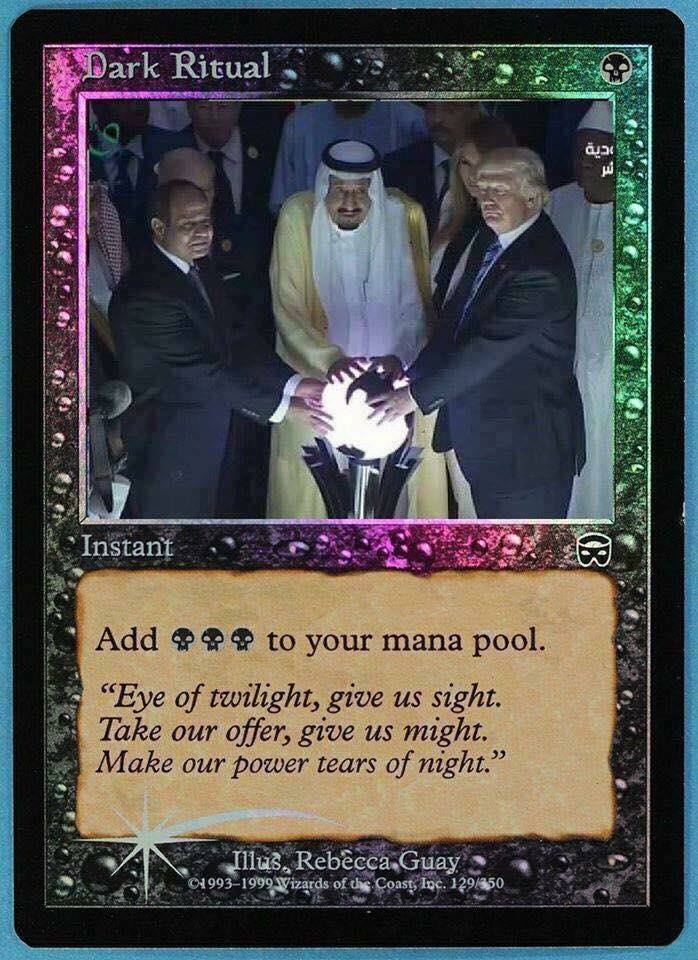 Dark Ritual
دية
Instant
Add to your mana pool.
“Eye of twilight, give us sight.
Take our offer, give us might.
Make our power tears of night.”
Illus. Rebecca Guay
©1993–1999 Wizards of the Coast, Inc. 129/350